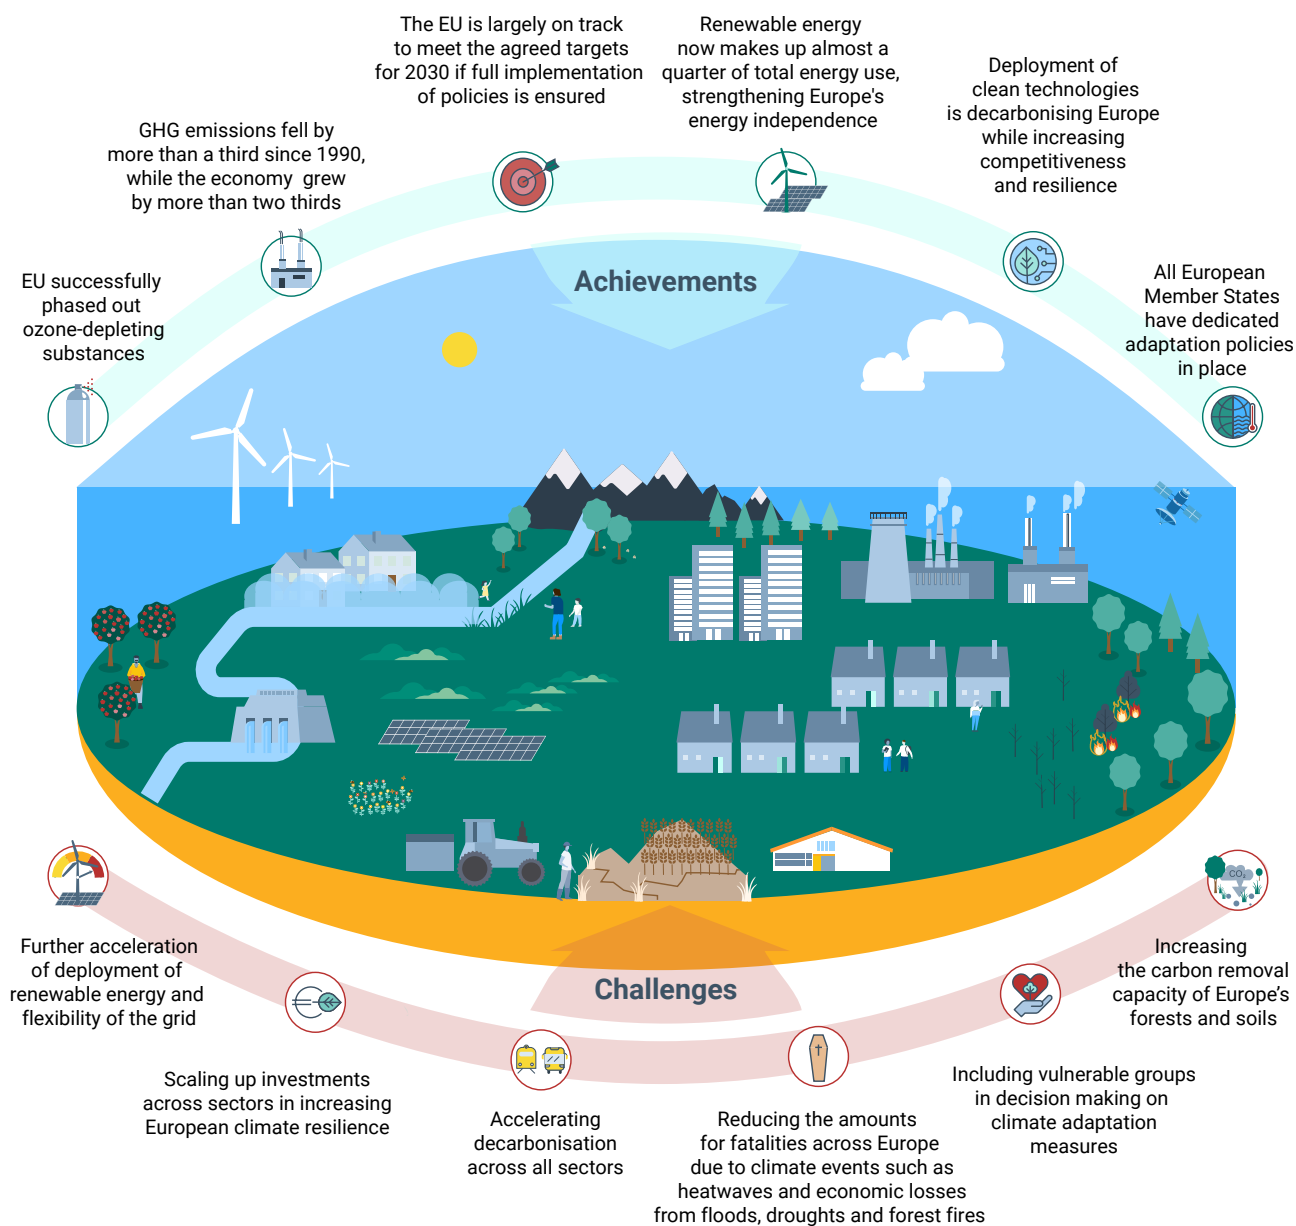 The EU is largely on track
to meet the agreed targets
for 2030 if full implementation
of policies is ensured
Renewable energy
now makes up almost a
quarter of total energy use,
strengthening Europe's
energy independence
Deployment of
clean technologies
is decarbonising Europe
while increasing
competitiveness
and resilience
GHG emissions fell by
more than a third since 1990,
while the economy grew
by more than two thirds
EU successfully
phased out
ozone-depleting
substances
All European
Member States
have dedicated
adaptation policies
in place
Achievements
Challenges
CO₂
Further acceleration
of deployment of
renewable energy and
flexibility of the grid
Scaling up investments
across sectors in increasing
European climate resilience
Accelerating
decarbonisation
across all sectors
Reducing the amounts
for fatalities across Europe
due to climate events such as
heatwaves and economic losses
from floods, droughts and forest fires
Including vulnerable groups
in decision making on
climate adaptation
measures
Increasing
the carbon removal
capacity of Europe’s
forests and soils